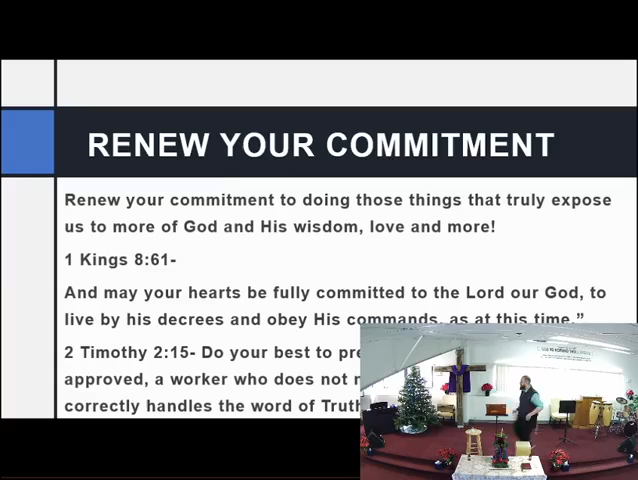 RENEW YOUR COMMITMENT
Renew your commitment to doing those things that truly expose
us to more of God and His wisdom, love and more!
1 Kings 8:61-
And may your hearts be fully committed to the Lord our God, to
live by his decrees and obey His commands, as at this time.”
2 Timothy 2:15- Do your best to pre
approved, a worker who does not
correctly handles the word of Truth